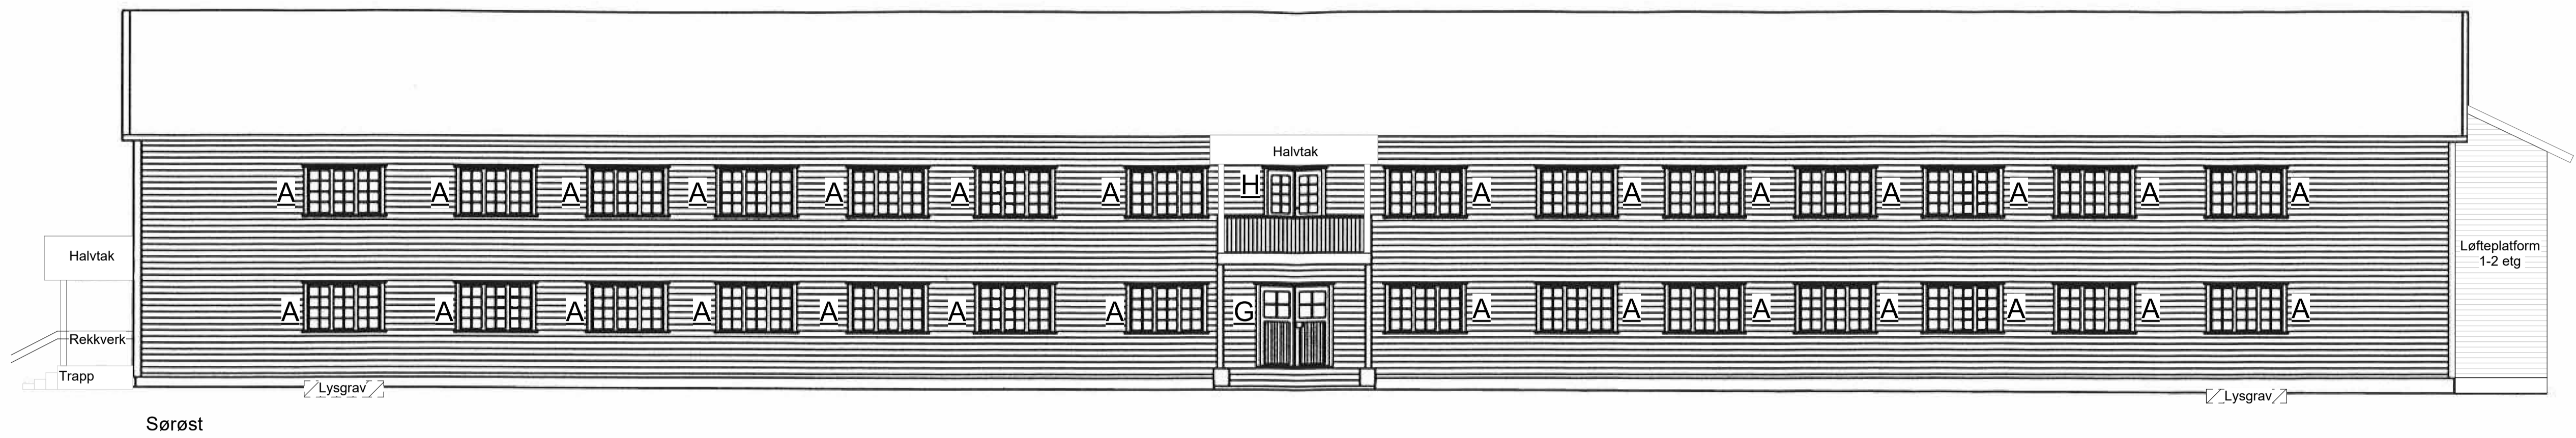 Halvtak
A A A A A A A H A A A A A A A
Halvtak
Løfteplatform
1-2 etg
A A A A A A A G A A A A A A A
Rekkverk
Trapp
Lysgrav
Lysgrav
Sørøst